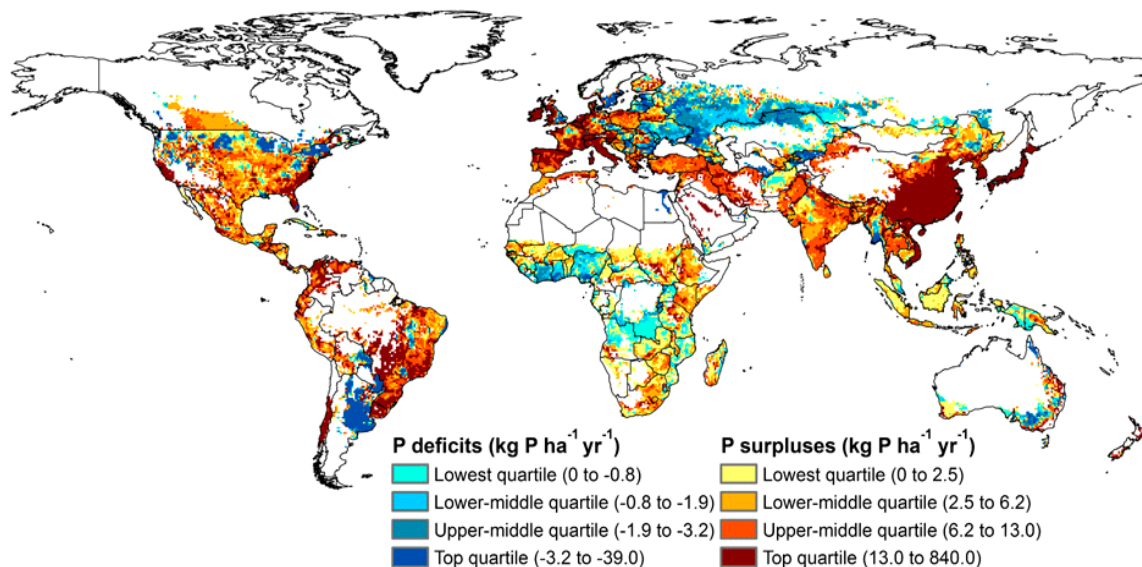 P deficits (kg P ha⁻¹ yr⁻¹)
Lowest quartile (0 to -0.8)
Lower-middle quartile (-0.8 to -1.9)
Upper-middle quartile (-1.9 to -3.2)
Top quartile (-3.2 to -39.0)
P surpluses (kg P ha⁻¹ yr⁻¹)
Lowest quartile (0 to 2.5)
Lower-middle quartile (2.5 to 6.2)
Upper-middle quartile (6.2 to 13.0)
Top quartile (13.0 to 840.0)